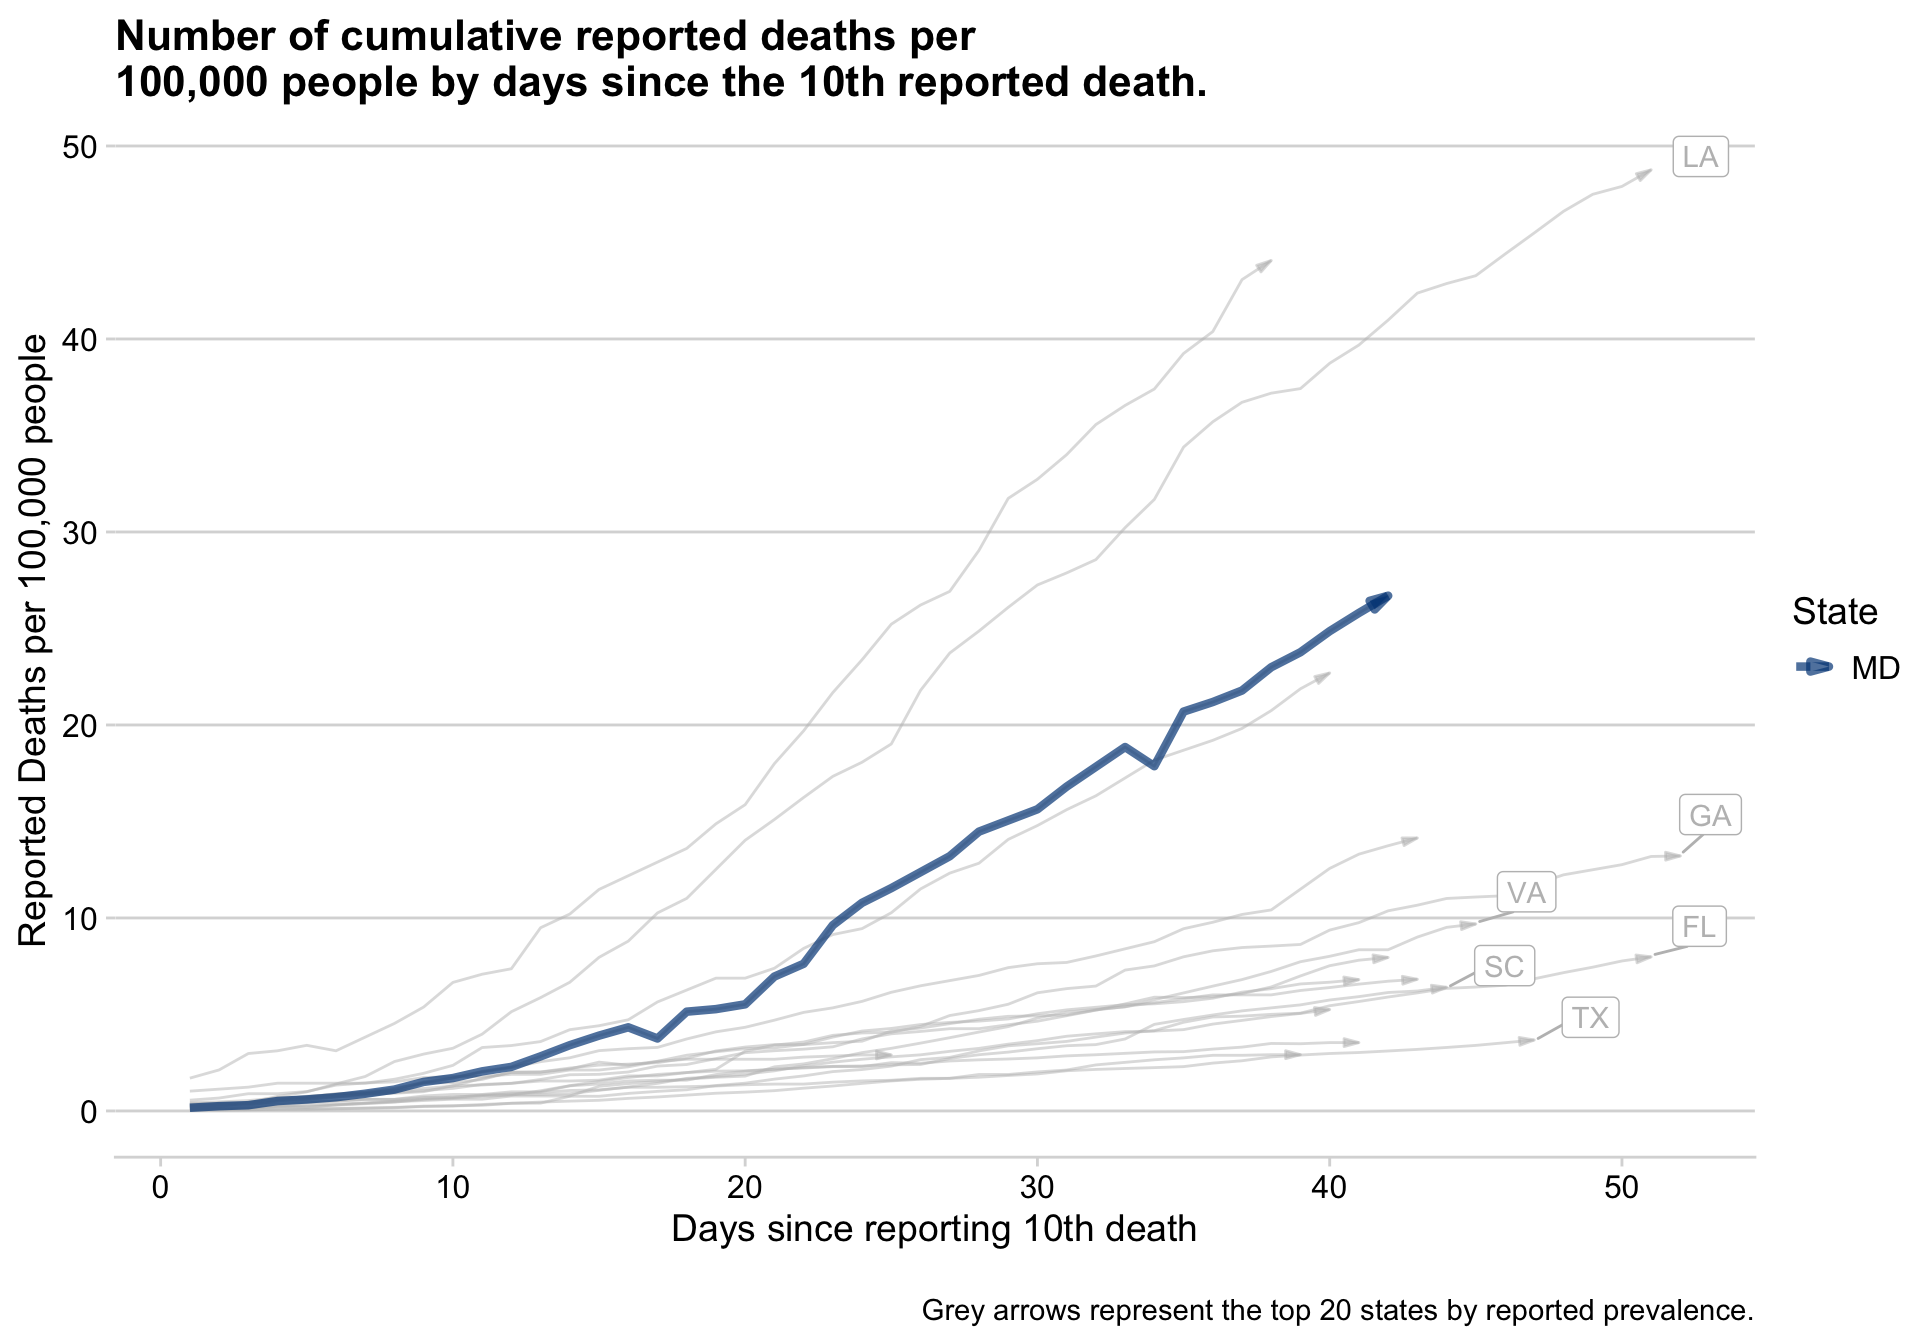 Number of cumulative reported deaths per
100,000 people by days since the 10th reported death.
Reported Deaths per 100,000 people
50
40
30
20
10
0
LA
GA
VA
FL
SC
TX
State
MD
0 10 20 30 40 50
Days since reporting 10th death
Grey arrows represent the top 20 states by reported prevalence.